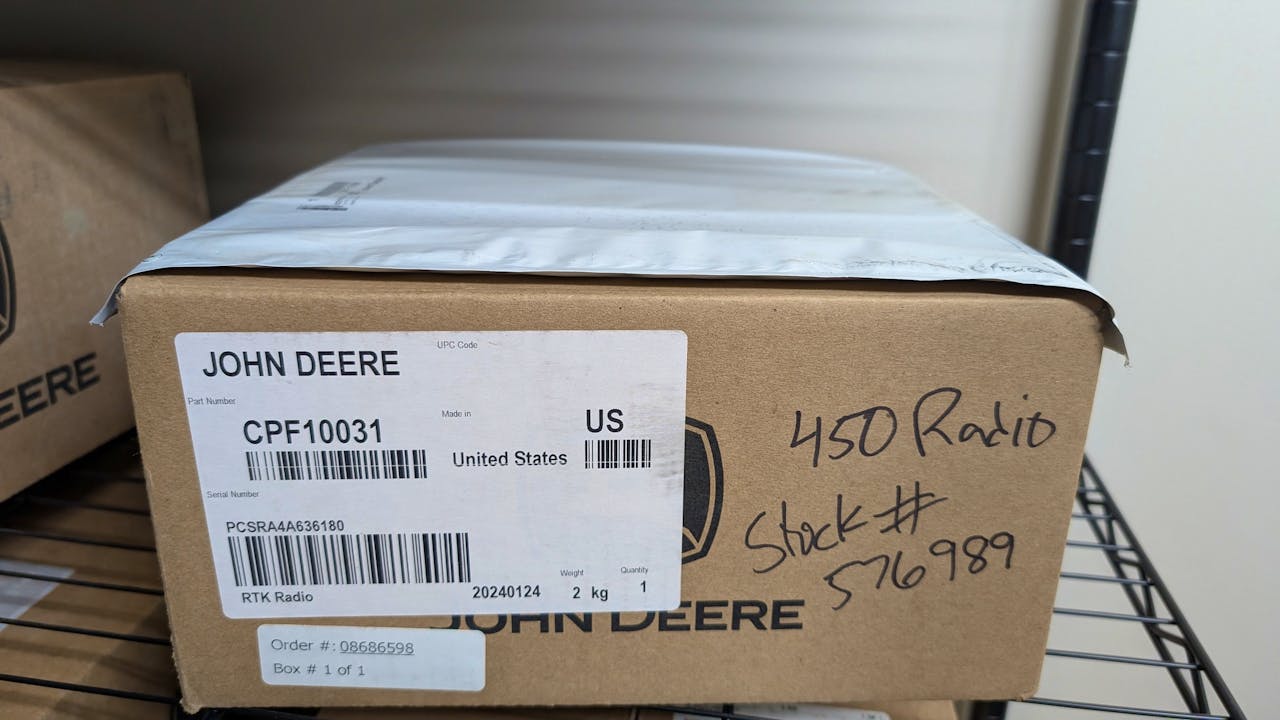 JOHN DEERE
UPC Code
Part Number
CPF10031
Made in
United States
US
Serial Number
PCSRA4A636180
RTK Radio
20240124
Weight
2 kg
Quantity
1
JOHN DEERE
Order #: 08686598
Box # 1 of 1
450 Radio
Stock #
576989
EERE